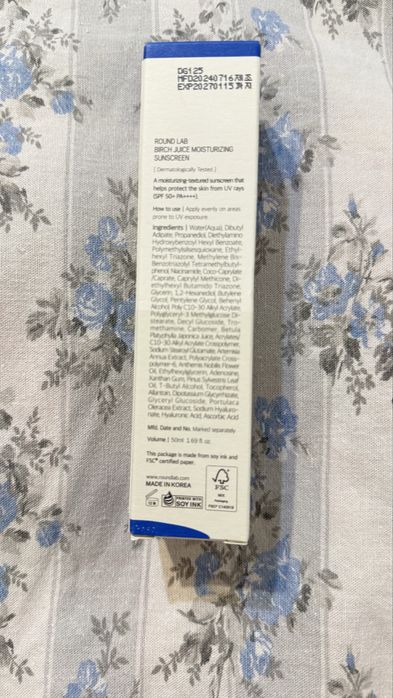 DG125
MFD20240716제조
EXP20270115까지
ROUND LAB
BIRCH JUICE MOISTURIZING
SUNSCREEN
[ Dermatologically Tested ]
A moisturizing-textured sunscreen that
helps protect the skin from UV rays
(SPF 50+ PA++++).
How to use | Apply evenly on areas
prone to UV exposure.
Ingredients | Water(Aqua), Dibutyl
Adipate, Propanediol, Diethylamino
Hydroxybenzoyl Hexyl Benzoate,
Polymethylsilsesquioxane, Ethyl-
hexyl Triazone, Methylene Bis-
Benzotriazolyl Tetramethylbutyl-
phenol, Niacinamide, Coco-Caprylate
/Caprate, Caprylyl Methicone, Di-
ethylhexyl Butamido Triazone,
Glycerin, 1,2-Hexanediol, Butylene
Glycol, Pentylene Glycol, Behenyl
Alcohol, Poly C10-30 Alkyl Acrylate,
Polyglyceryl-3 Methylglucose Di-
stearate, Decyl Glucoside, Tro-
methamine, Carbomer, Betula
Platyphylla Japonica Juice, Acrylates/
C10-30 Alkyl Acrylate Crosspolymer,
Sodium Stearoyl Glutamate, Artemisia
Annua Extract, Polyacrylate Cross-
polymer-6, Anthemis Nobilis Flower
Oil, Ethylhexylglycerin, Adenosine,
Xanthan Gum, Pinus Sylvestris Leaf
Oil, T-Butyl Alcohol, Tocopherol,
Allantoin, Dipotassium Glycyrrhizate,
Glyceryl Glucoside, Portulaca
Oleracea Extract, Sodium Hyaluro-
nate, Hyaluronic Acid, Ascorbic Acid
Mfd. Date and No. Marked separately
Volume | 50ml 1.69 fl. oz.
This package is made from soy ink and
FSC® certified paper.
www.roundlab.com
MADE IN KOREA
12M
PRINTED WITH
SOY INK
FSC
MIX
Packaging